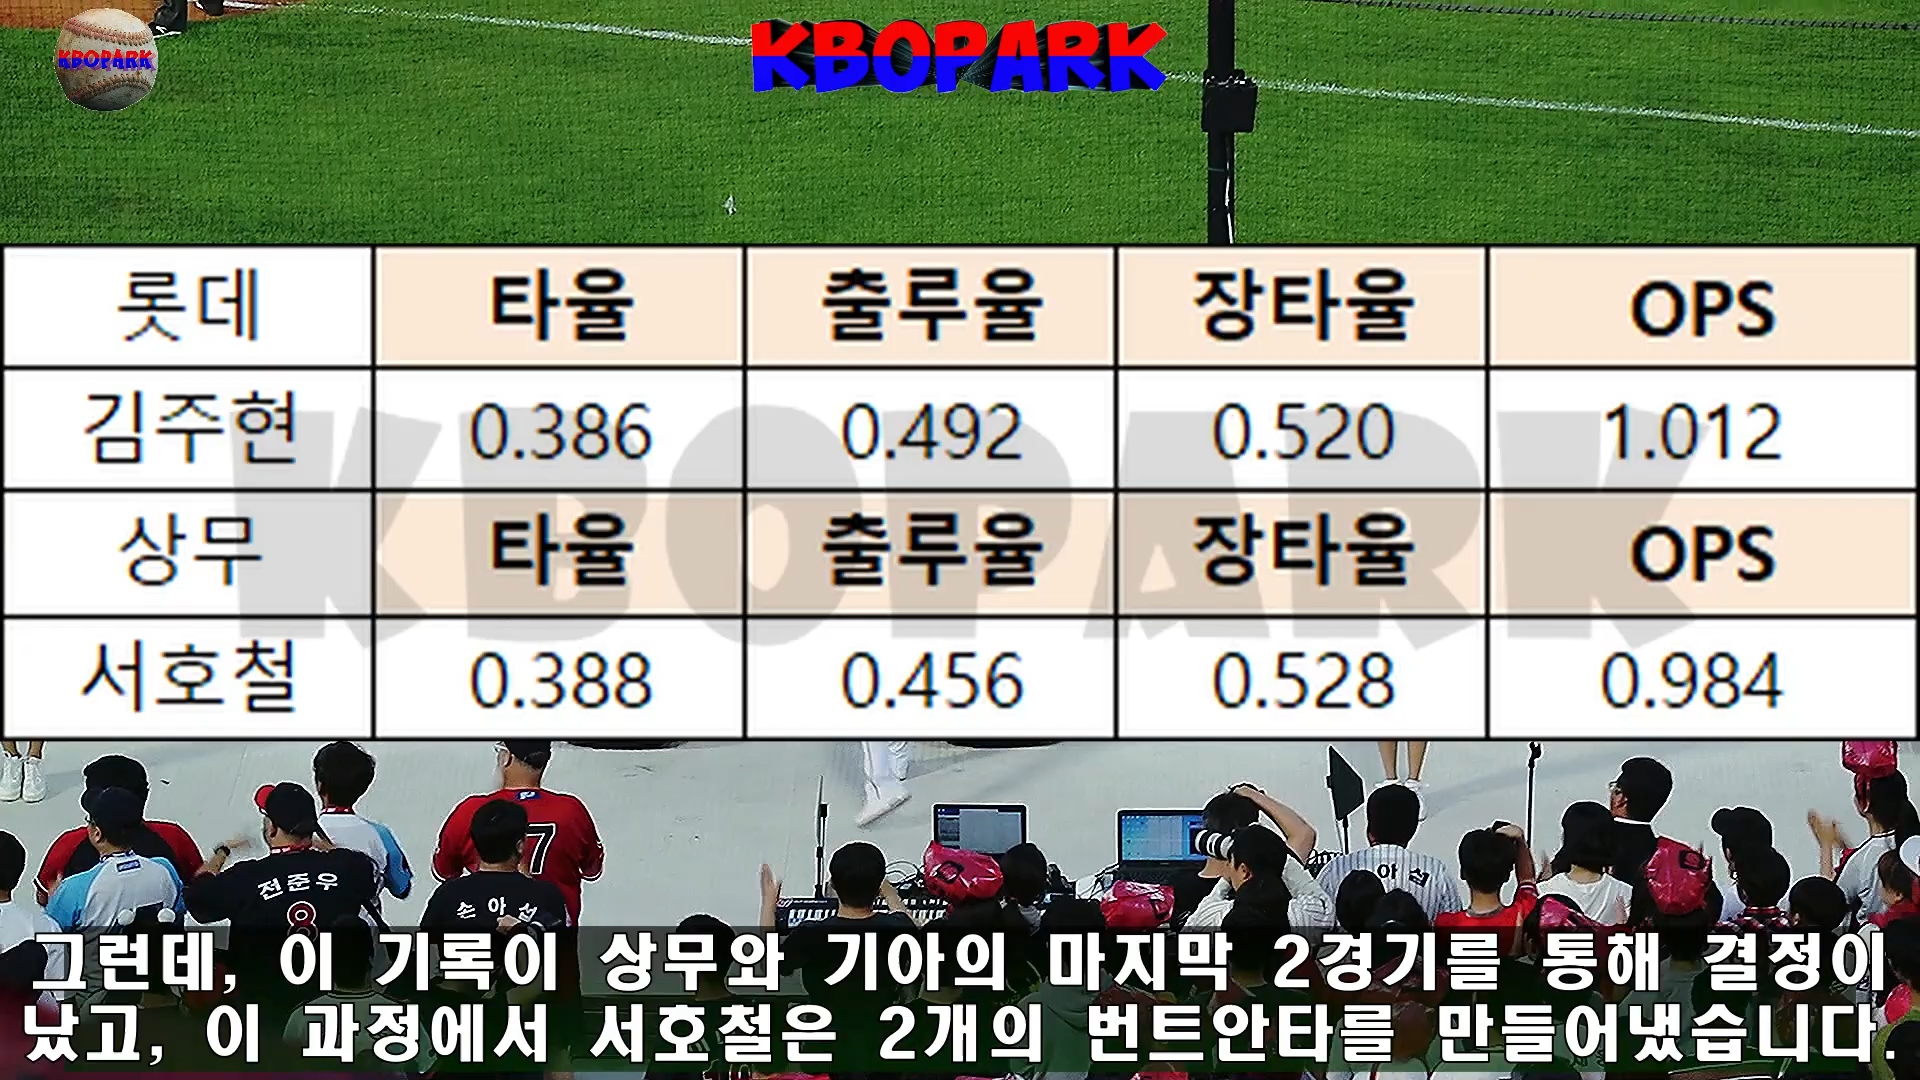 KBOPARK
KBOPARK
롯데 타율 출루율 장타율 OPS
김주현 0.386 0.492 0.520 1.012
상무 타율 출루율 장타율 OPS
서호철 0.388 0.456 0.528 0.984
KBOPARK
7
전준우
8
손아섭
아섭
그런데, 이 기록이 상무와 기아의 마지막 2경기를 통해 결정이
났고, 이 과정에서 서호철은 2개의 번트안타를 만들어냈습니다.